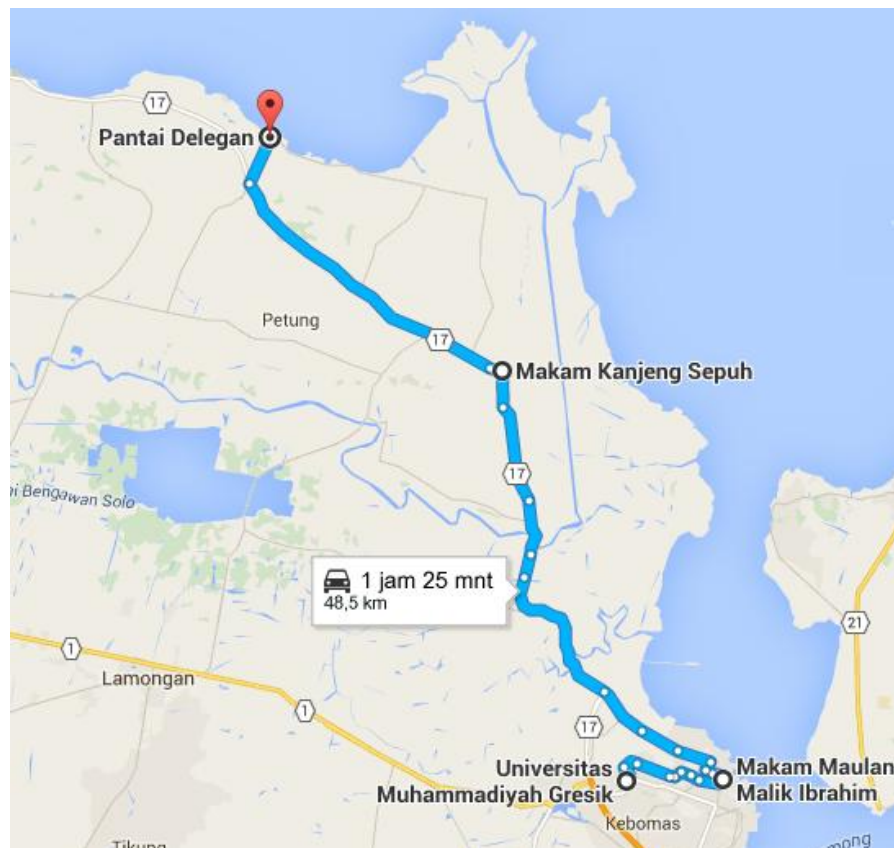 17
Pantai Delegan
Petung
17
Makam Kanjeng Sepuh
17
Bengawan Solo
1 jam 25 mnt
48,5 km
21
1
Lamongan
1
17
Universitas
Muhammadiyah Gresik
Makam Maulan
Malik Ibrahim
Kebomas
Tikung